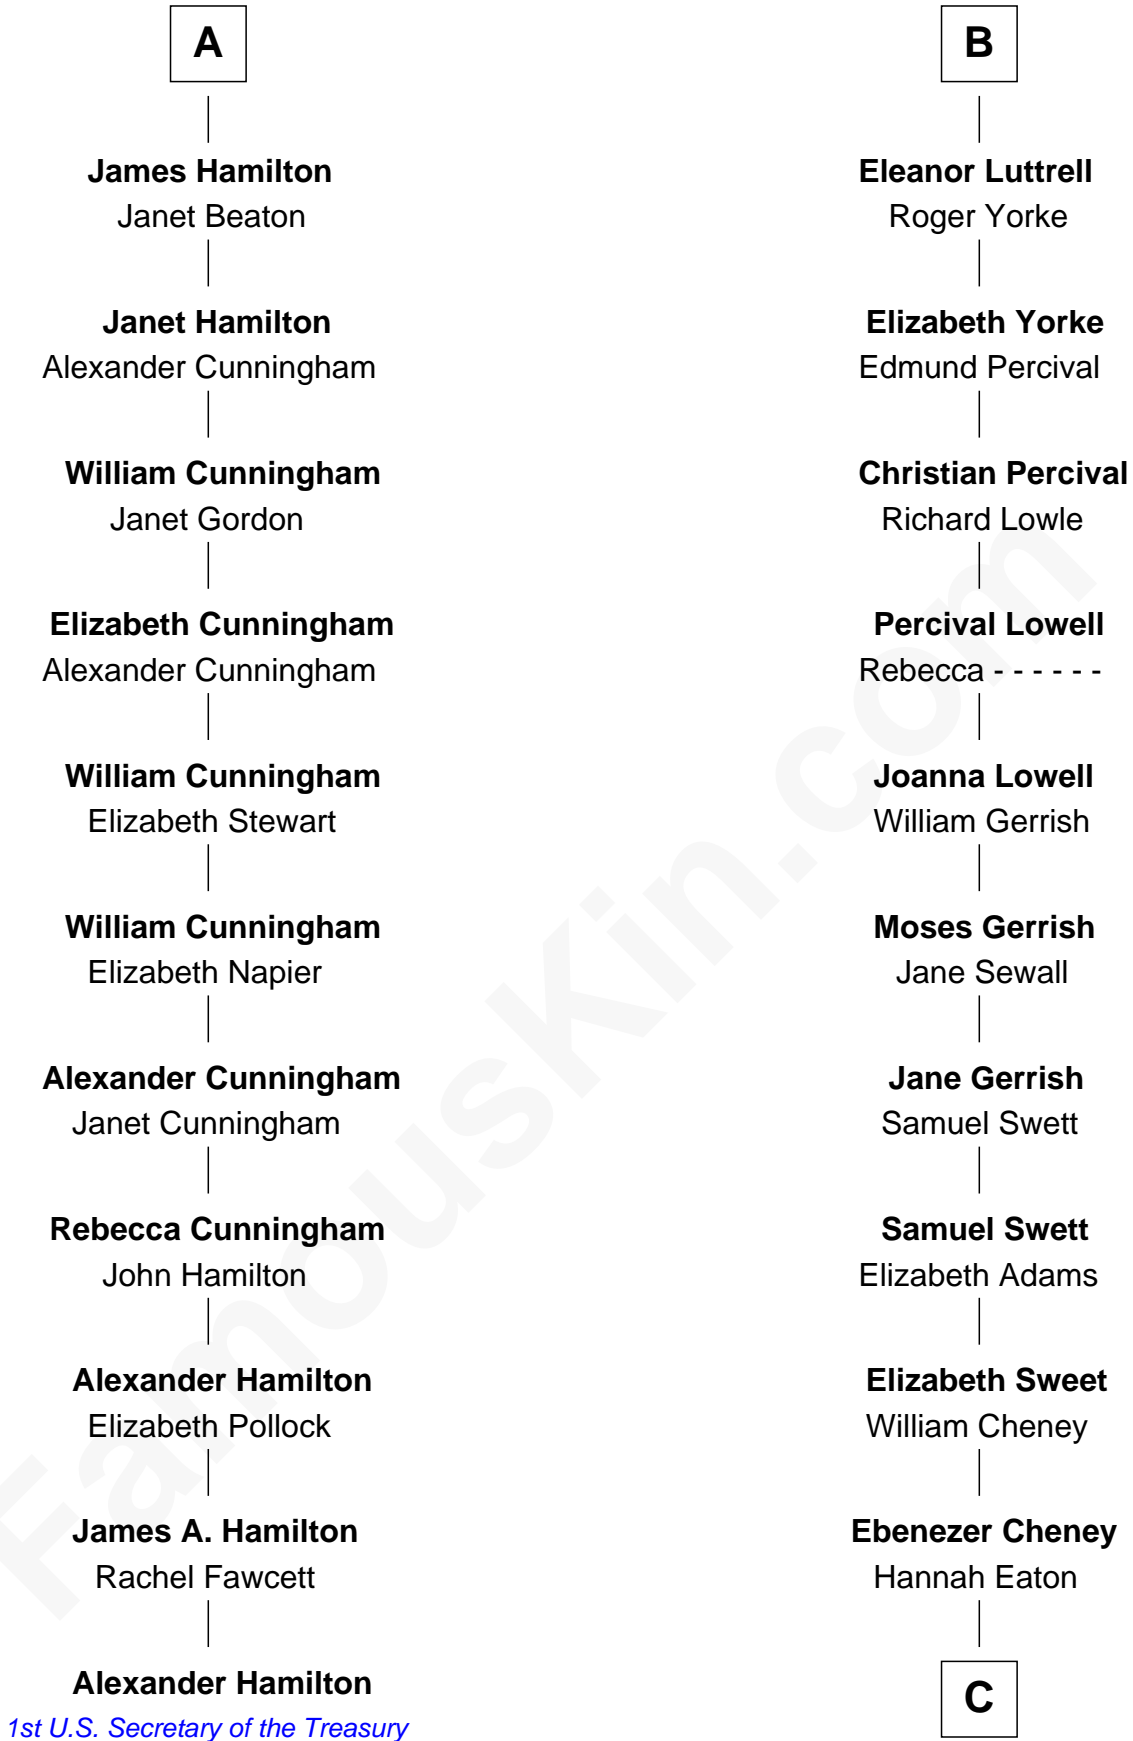 A
James Hamilton
Janet Beaton
Janet Hamilton
Alexander Cunningham
William Cunningham
Janet Gordon
Elizabeth Cunningham
Alexander Cunningham
William Cunningham
Elizabeth Stewart
William Cunningham
Elizabeth Napier
Alexander Cunningham
Janet Cunningham
Rebecca Cunningham
John Hamilton
Alexander Hamilton
Elizabeth Pollock
James A. Hamilton
Rachel Fawcett
Alexander Hamilton
1st U.S. Secretary of the Treasury
B
Eleanor Luttrell
Roger Yorke
Elizabeth Yorke
Edmund Percival
Christian Percival
Richard Lowle
Percival Lowell
Rebecca - - - - - -
Joanna Lowell
William Gerrish
Moses Gerrish
Jane Sewall
Jane Gerrish
Samuel Swett
Samuel Swett
Elizabeth Adams
Elizabeth Sweet
William Cheney
Ebenezer Cheney
Hannah Eaton
C
FamousKin.com